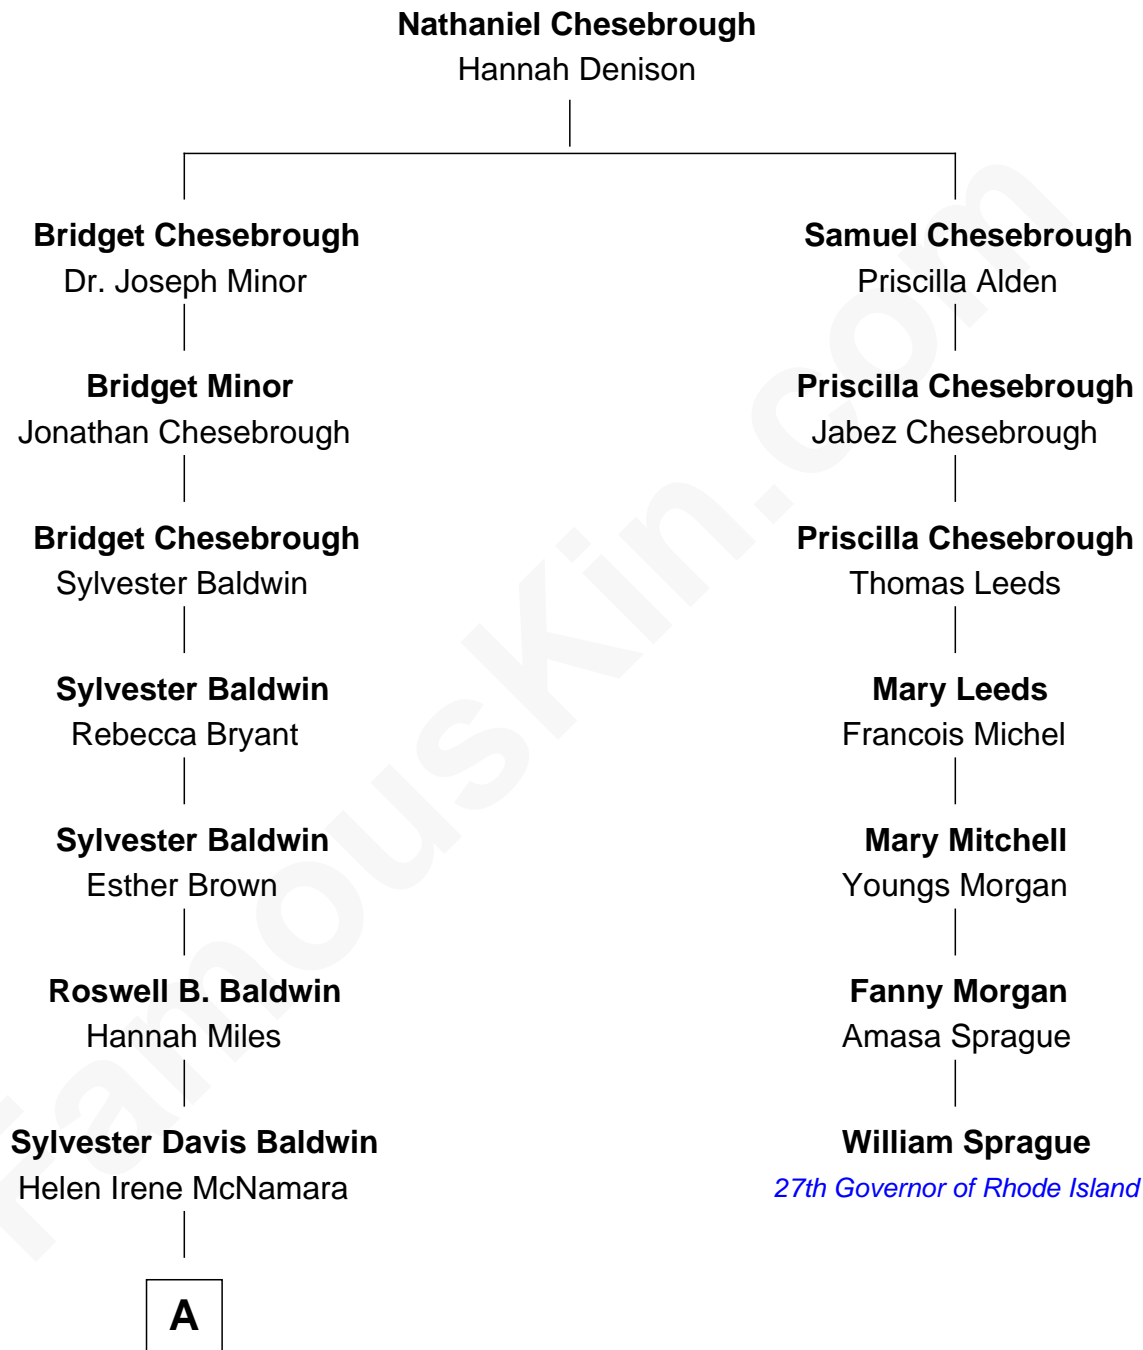 Nathaniel Chesebrough
Hannah Denison
Bridget Chesebrough
Dr. Joseph Minor
Samuel Chesebrough
Priscilla Alden
Bridget Minor
Jonathan Chesebrough
Priscilla Chesebrough
Jabez Chesebrough
Bridget Chesebrough
Sylvester Baldwin
Priscilla Chesebrough
Thomas Leeds
Sylvester Baldwin
Rebecca Bryant
Mary Leeds
Francois Michel
Sylvester Baldwin
Esther Brown
Mary Mitchell
Youngs Morgan
Roswell B. Baldwin
Hannah Miles
Fanny Morgan
Amasa Sprague
Sylvester Davis Baldwin
Helen Irene McNamara
William Sprague
27th Governor of Rhode Island
A
FamousKin.com